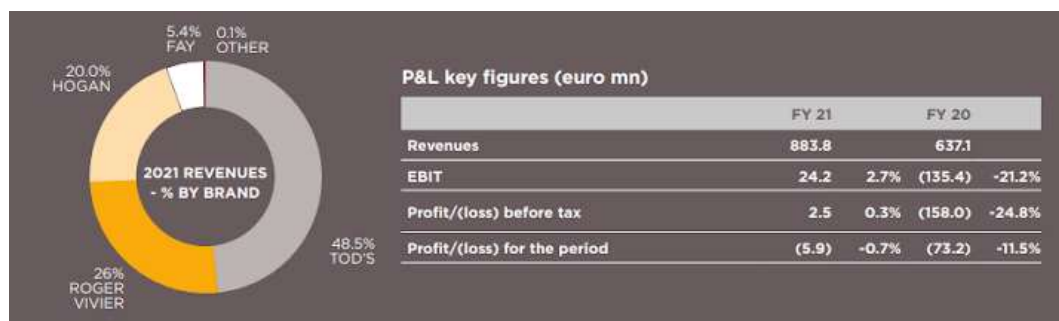 5.4%
FAY
0.1%
OTHER
20.0%
HOGAN
2021 REVENUES
- % BY BRAND
48.5%
TOD'S
26%
ROGER
VIVIER
P&L key figures (euro mn)
FY 21 FY 20
Revenues 883.8 637.1
EBIT 24.2 2.7% (135.4) -21.2%
Profit/(loss) before tax 2.5 0.3% (158.0) -24.8%
Profit/(loss) for the period (5.9) -0.7% (73.2) -11.5%